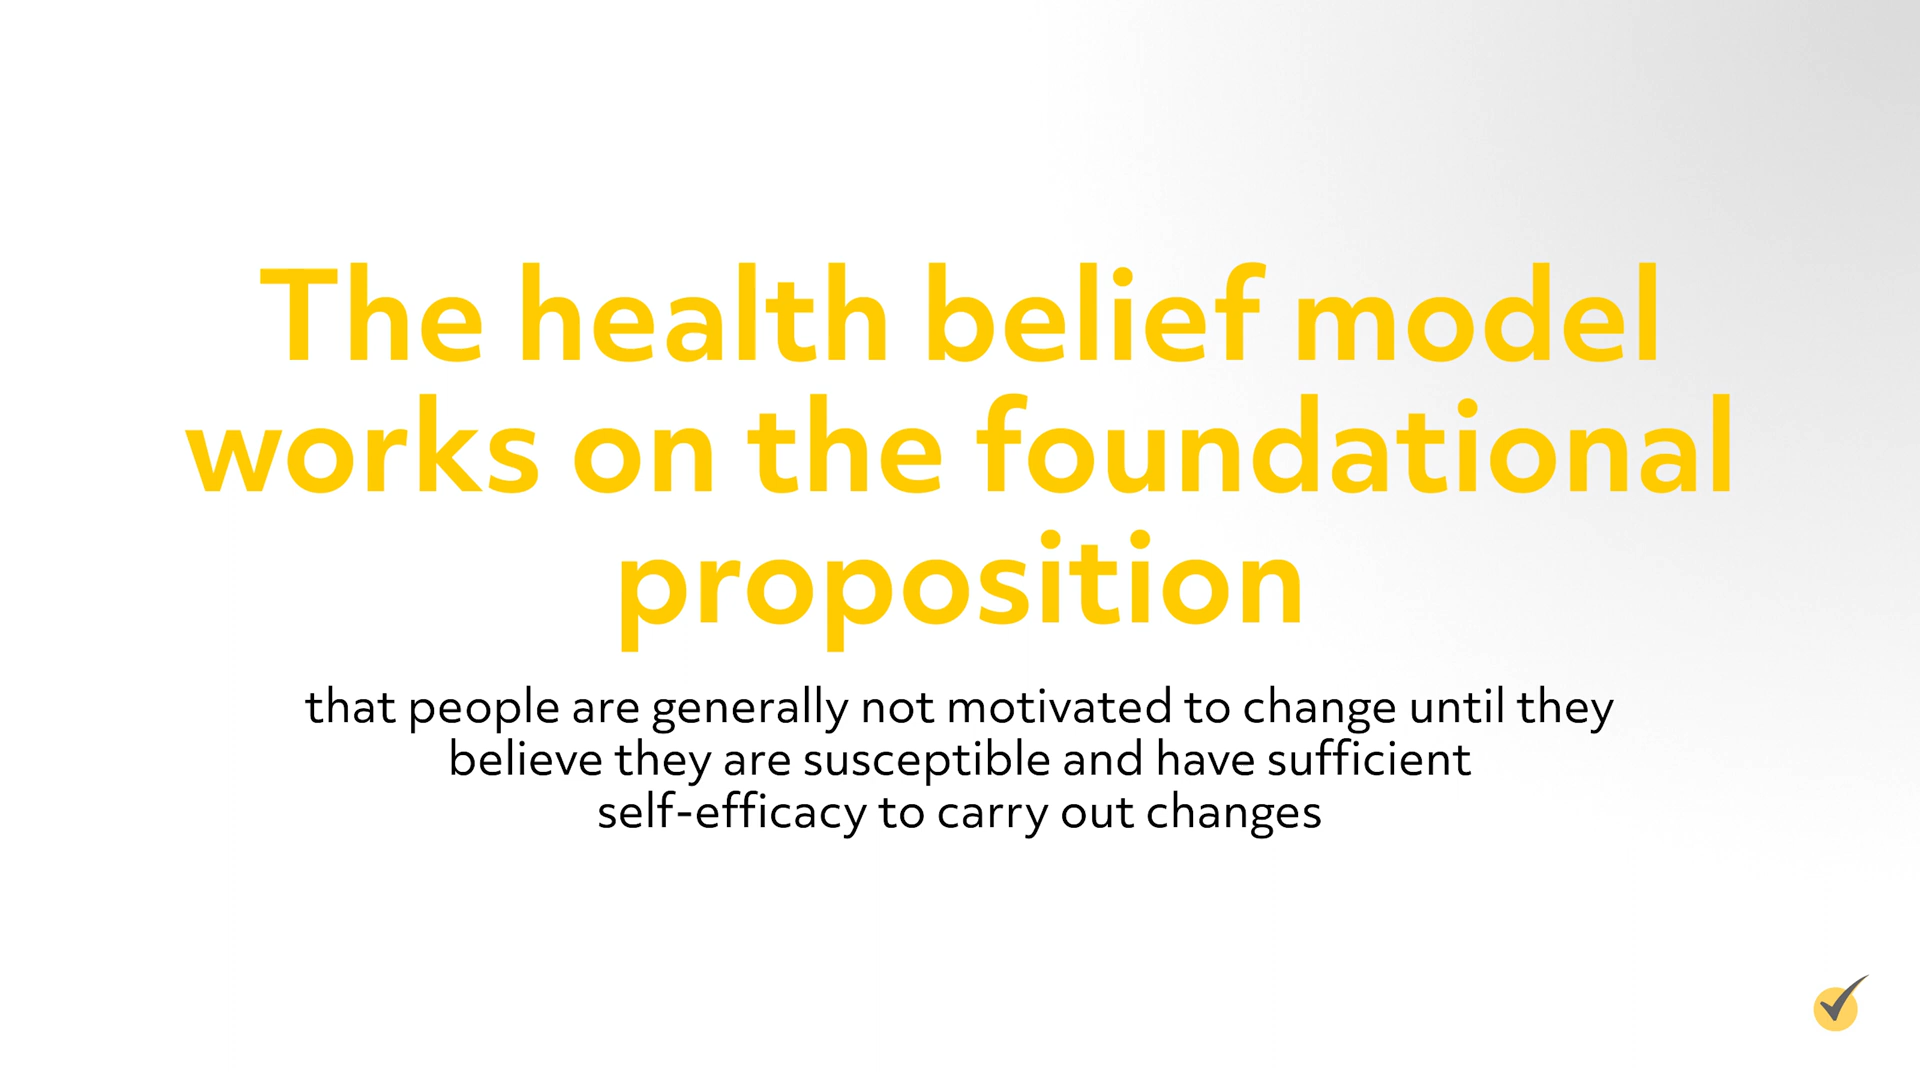 The health belief model
works on the foundational
proposition
that people are generally not motivated to change until they
believe they are susceptible and have sufficient
self-efficacy to carry out changes